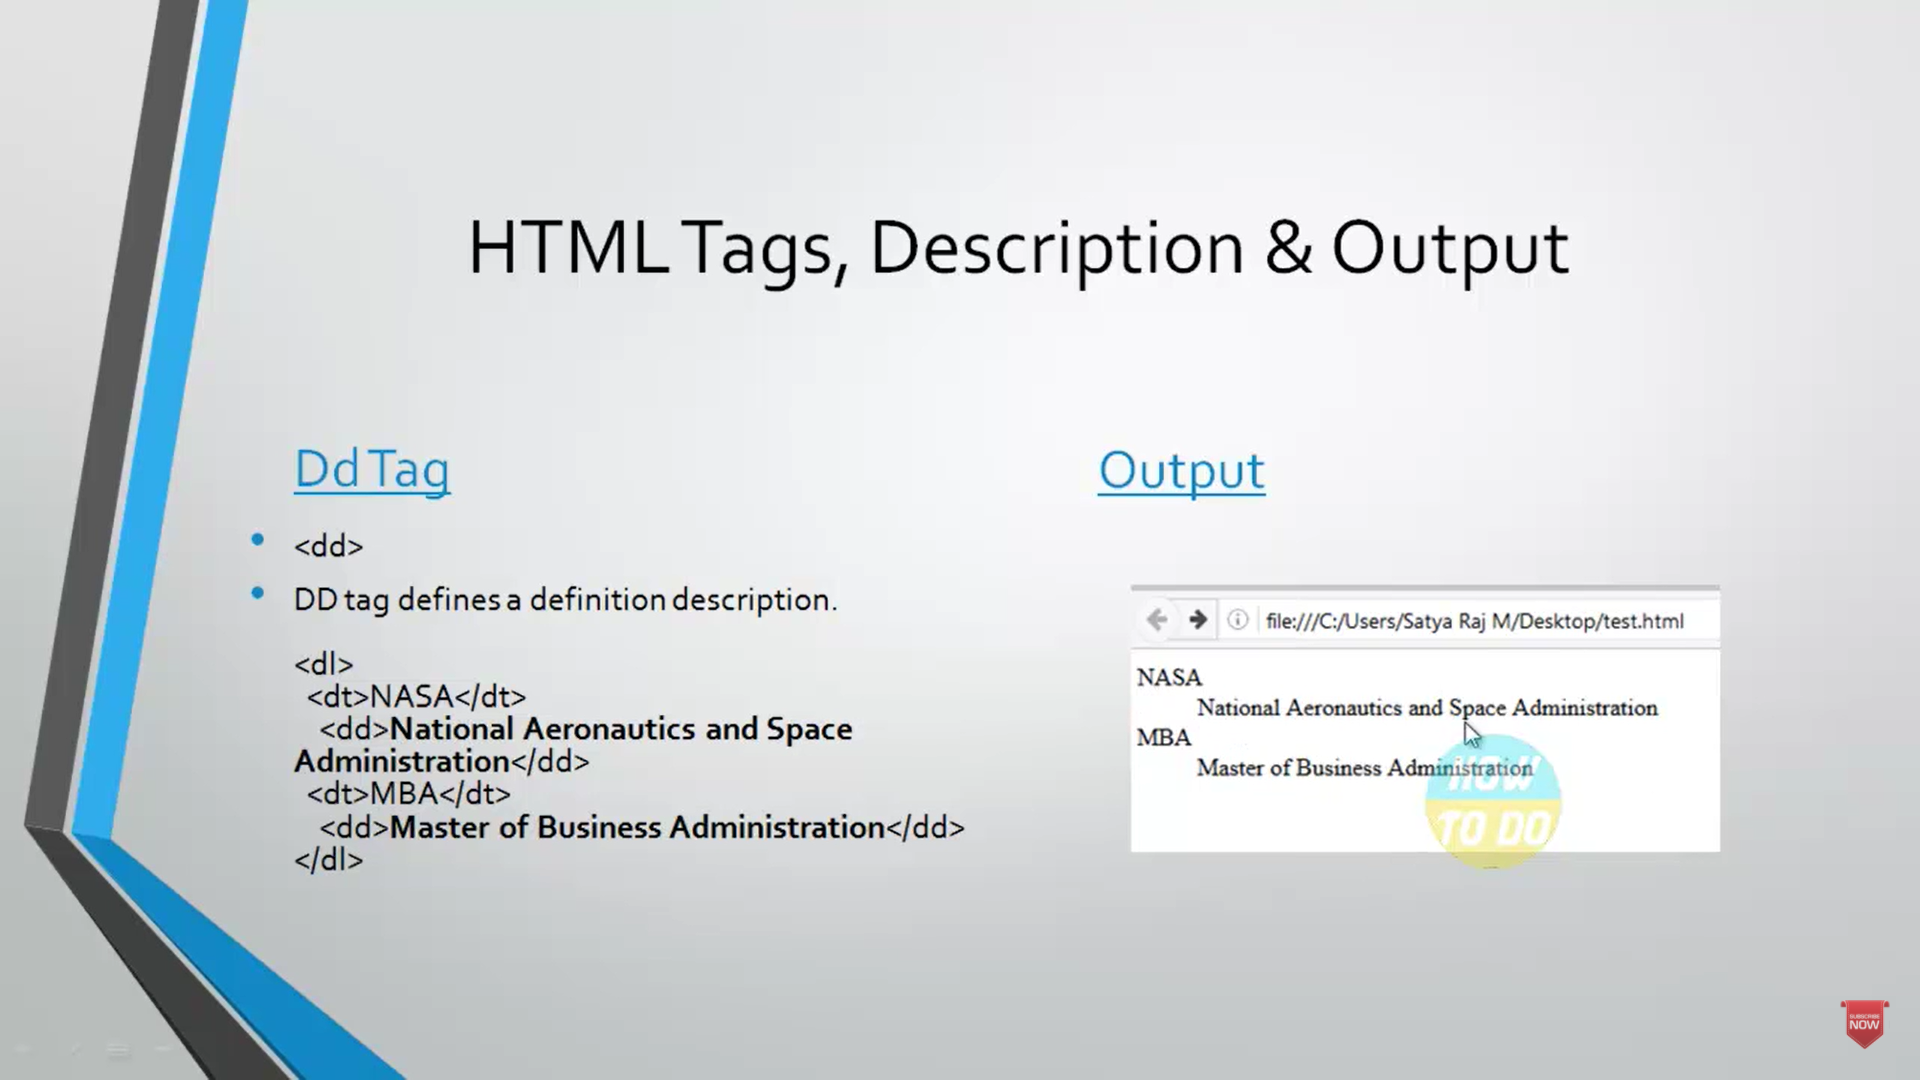 HTML Tags, Description & Output
Dd Tag
<dd>
DD tag defines a definition description.
<dl>
<dt>NASA</dt>
<dd>National Aeronautics and Space
Administration</dd>
<dt>MBA</dt>
<dd>Master of Business Administration</dd>
</dl>
Output
file:///C:/Users/Satya Raj M/Desktop/test.html
NASA
National Aeronautics and Space Administration
MBA
Master of Business Administration
HOW
TO DO
SUBSCRIBE
NOW